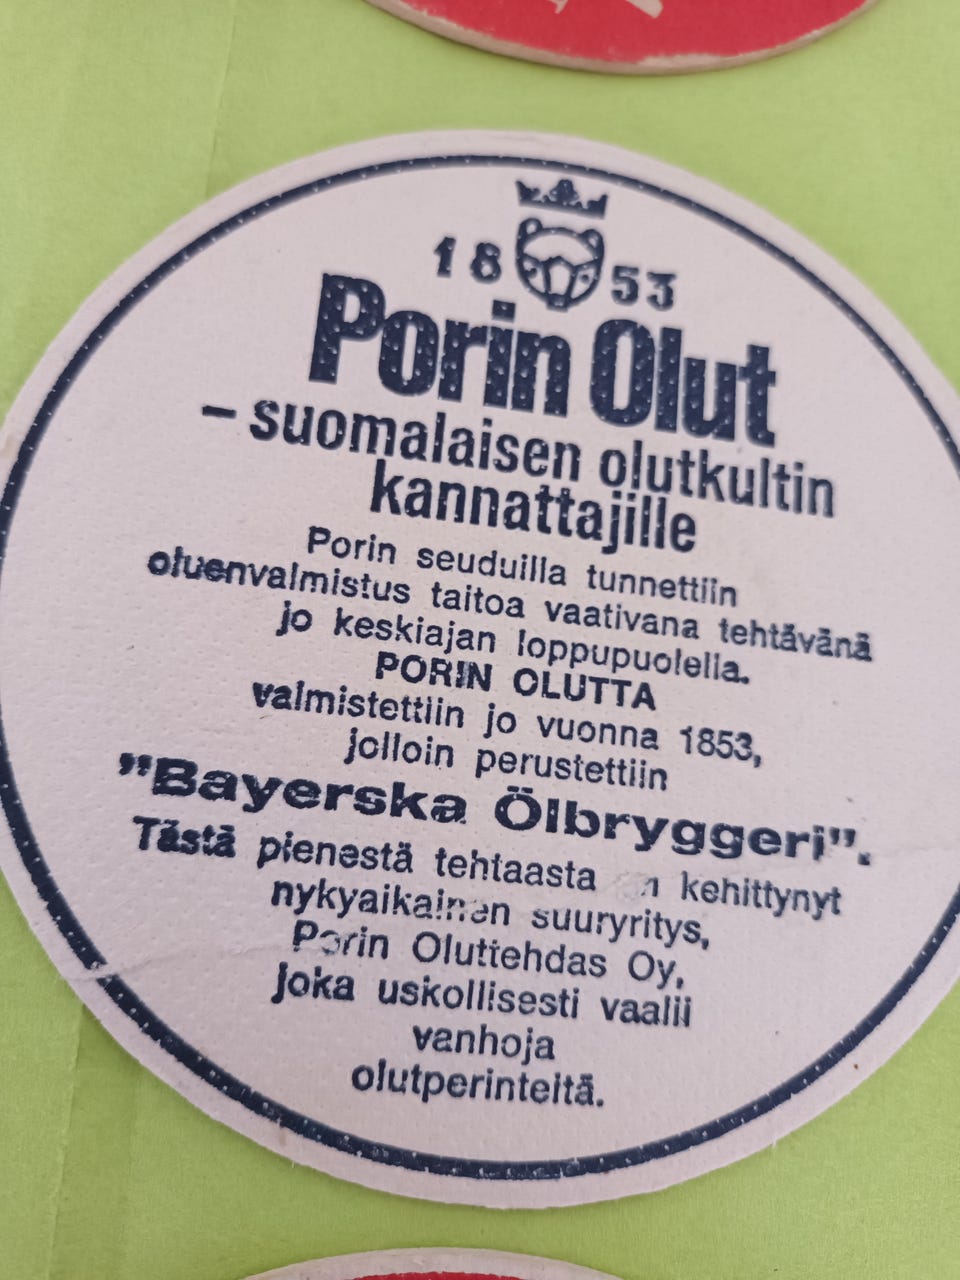 1853
Porin Olut
– suomalaisen olutkultin
kannattajille
Porin seuduilla tunnettiin
oluenvalmistus taitoa vaativana tehtävänä
jo keskiajan loppupuolella.
PORIN OLUTTA
valmistettiin jo vuonna 1853,
jolloin perustettiin
"Bayerska Ölbryggeri".
Tästä pienestä tehtaasta on kehittynyt
nykyaikainen suuryritys,
Porin Oluttehdas Oy,
joka uskollisesti vaalii
vanhoja
olutperinteitä.